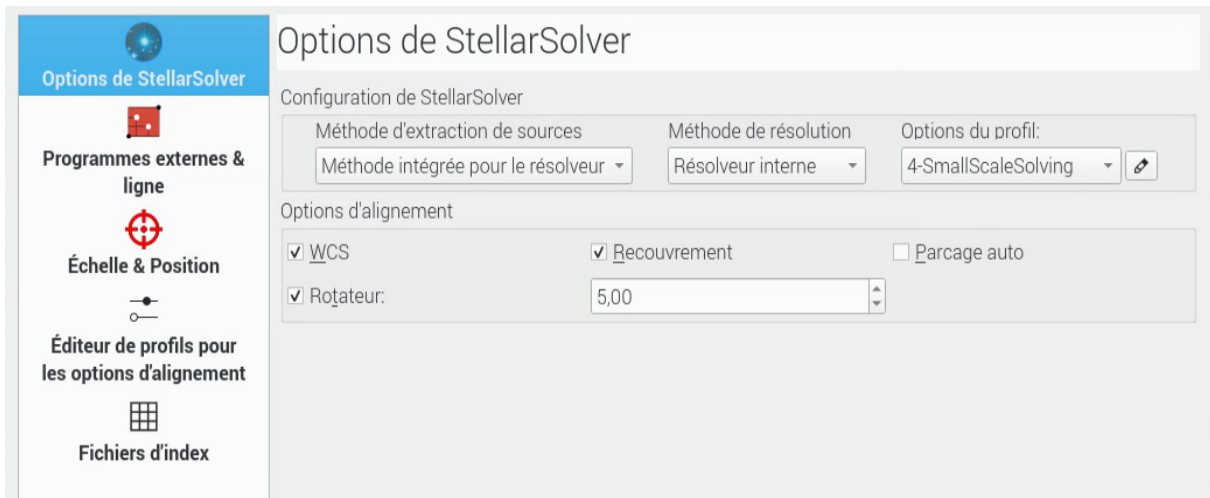 Options de StellarSolver
Programmes externes &
ligne
Échelle & Position
Éditeur de profils pour
les options d'alignement
Fichiers d'index
Options de StellarSolver
Configuration de StellarSolver
Méthode d'extraction de sources Méthode de résolution Options du profil:
Méthode intégrée pour le résolveur Résolveur interne 4-SmallScaleSolving
Options d'alignement
WCS Recouvrement Parcage auto
Rotateur: 5,00